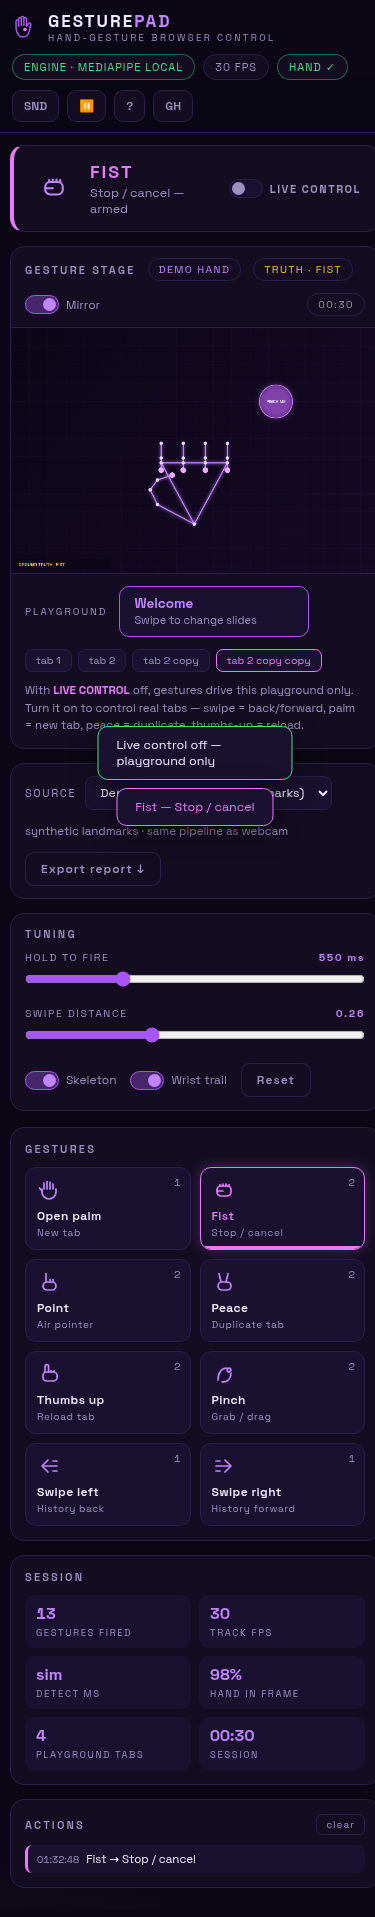 GESTUREPAD
HAND-GESTURE BROWSER CONTROL
ENGINE · MEDIAPIPE LOCAL
30 FPS
HAND ✓
SND
?
GH
FIST
Stop / cancel —
armed
LIVE CONTROL
GESTURE STAGE
DEMO HAND
TRUTH · FIST
Mirror
00:30
GROUND TRUTH · FIST
PLAYGROUND
Welcome
Swipe to change slides
tab 1
tab 2
tab 2 copy
tab 2 copy copy
With LIVE CONTROL off, gestures drive this playground only.
Turn it on to control real tabs — swipe = back/forward, palm
= new tab, peace = duplicate, thumbs-up = reload.
Live control off —
playground only
SOURCE
Fist — Stop / cancel
synthetic landmarks · same pipeline as webcam
Export report ↓
TUNING
HOLD TO FIRE
550 ms
SWIPE DISTANCE
0.26
Skeleton
Wrist trail
Reset
GESTURES
1
Open palm
New tab
2
Fist
Stop / cancel
2
Point
Air pointer
2
Peace
Duplicate tab
2
Thumbs up
Reload tab
2
Pinch
Grab / drag
1
Swipe left
History back
1
Swipe right
History forward
SESSION
13
GESTURES FIRED
30
TRACK FPS
sim
DETECT MS
98%
HAND IN FRAME
4
PLAYGROUND TABS
00:30
SESSION
ACTIONS
clear
01:32:48 Fist → Stop / cancel